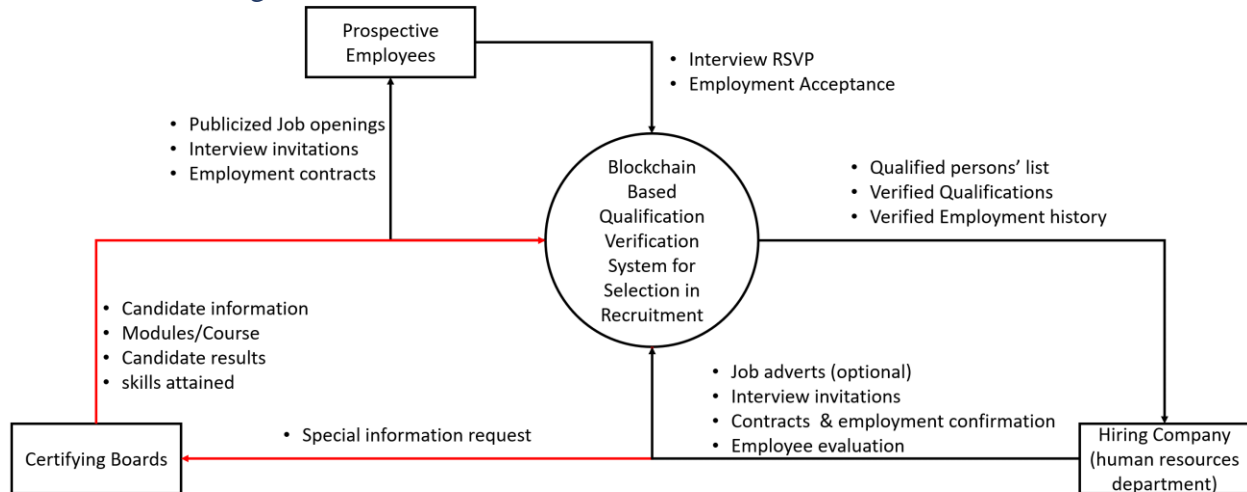 Prospective
Employees
• Interview RSVP
• Employment Acceptance
• Publicized Job openings
• Interview invitations
• Employment contracts
Blockchain
Based
Qualification
Verification
System for
Selection in
Recruitment
• Qualified persons’ list
• Verified Qualifications
• Verified Employment history
• Candidate information
• Modules/Course
• Candidate results
• skills attained
• Job adverts (optional)
• Interview invitations
• Contracts & employment confirmation
• Employee evaluation
• Special information request
Certifying Boards
Hiring Company
(human resources
department)